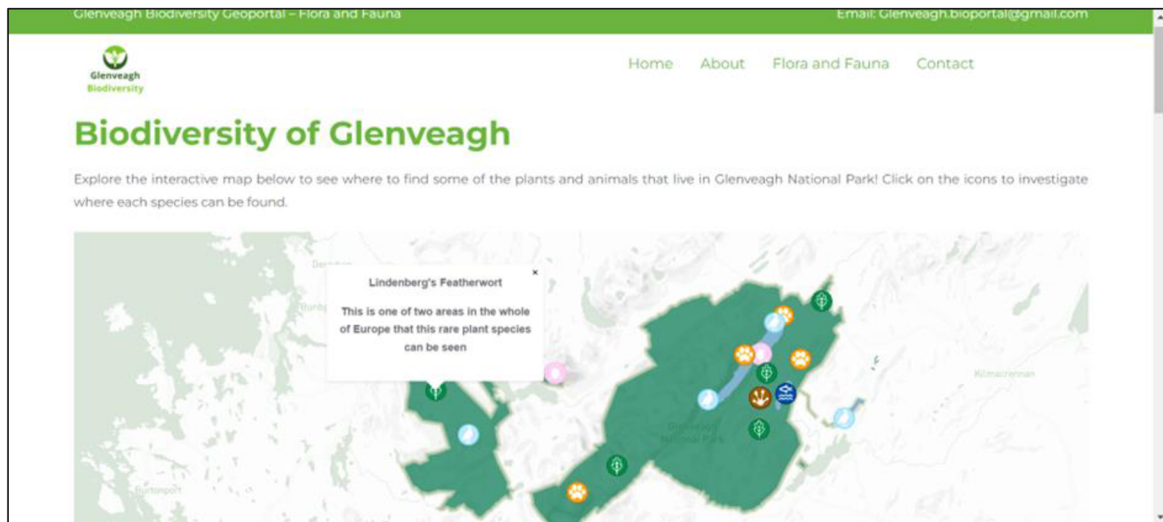 Glenveagh Biodiversity Geoportal – Flora and Fauna
Email: Glenveagh.bioportal@gmail.com
Glenveagh
Biodiversity
Home
About
Flora and Fauna
Contact
Biodiversity of Glenveagh
Explore the interactive map below to see where to find some of the plants and animals that live in Glenveagh National Park! Click on the icons to investigate
where each species can be found.
×
Lindenberg's Featherwort
This is one of two areas in the whole
of Europe that this rare plant species
can be seen
Kilmacrennan
Glenveagh
National Park